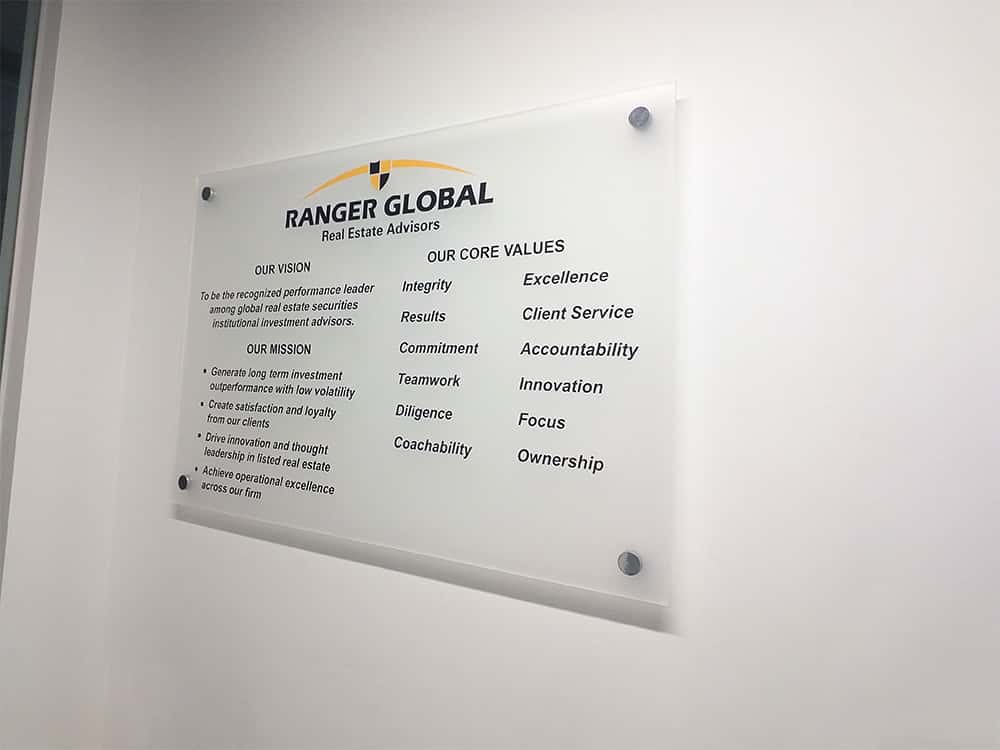 RANGER GLOBAL
Real Estate Advisors
OUR VISION
To be the recognized performance leader
among global real estate securities
institutional investment advisors.
OUR MISSION
• Generate long term investment
outperformance with low volatility
• Create satisfaction and loyalty
from our clients
• Drive innovation and thought
leadership in listed real estate
• Achieve operational excellence
across our firm
OUR CORE VALUES
Integrity
Results
Commitment
Teamwork
Diligence
Coachability
Excellence
Client Service
Accountability
Innovation
Focus
Ownership